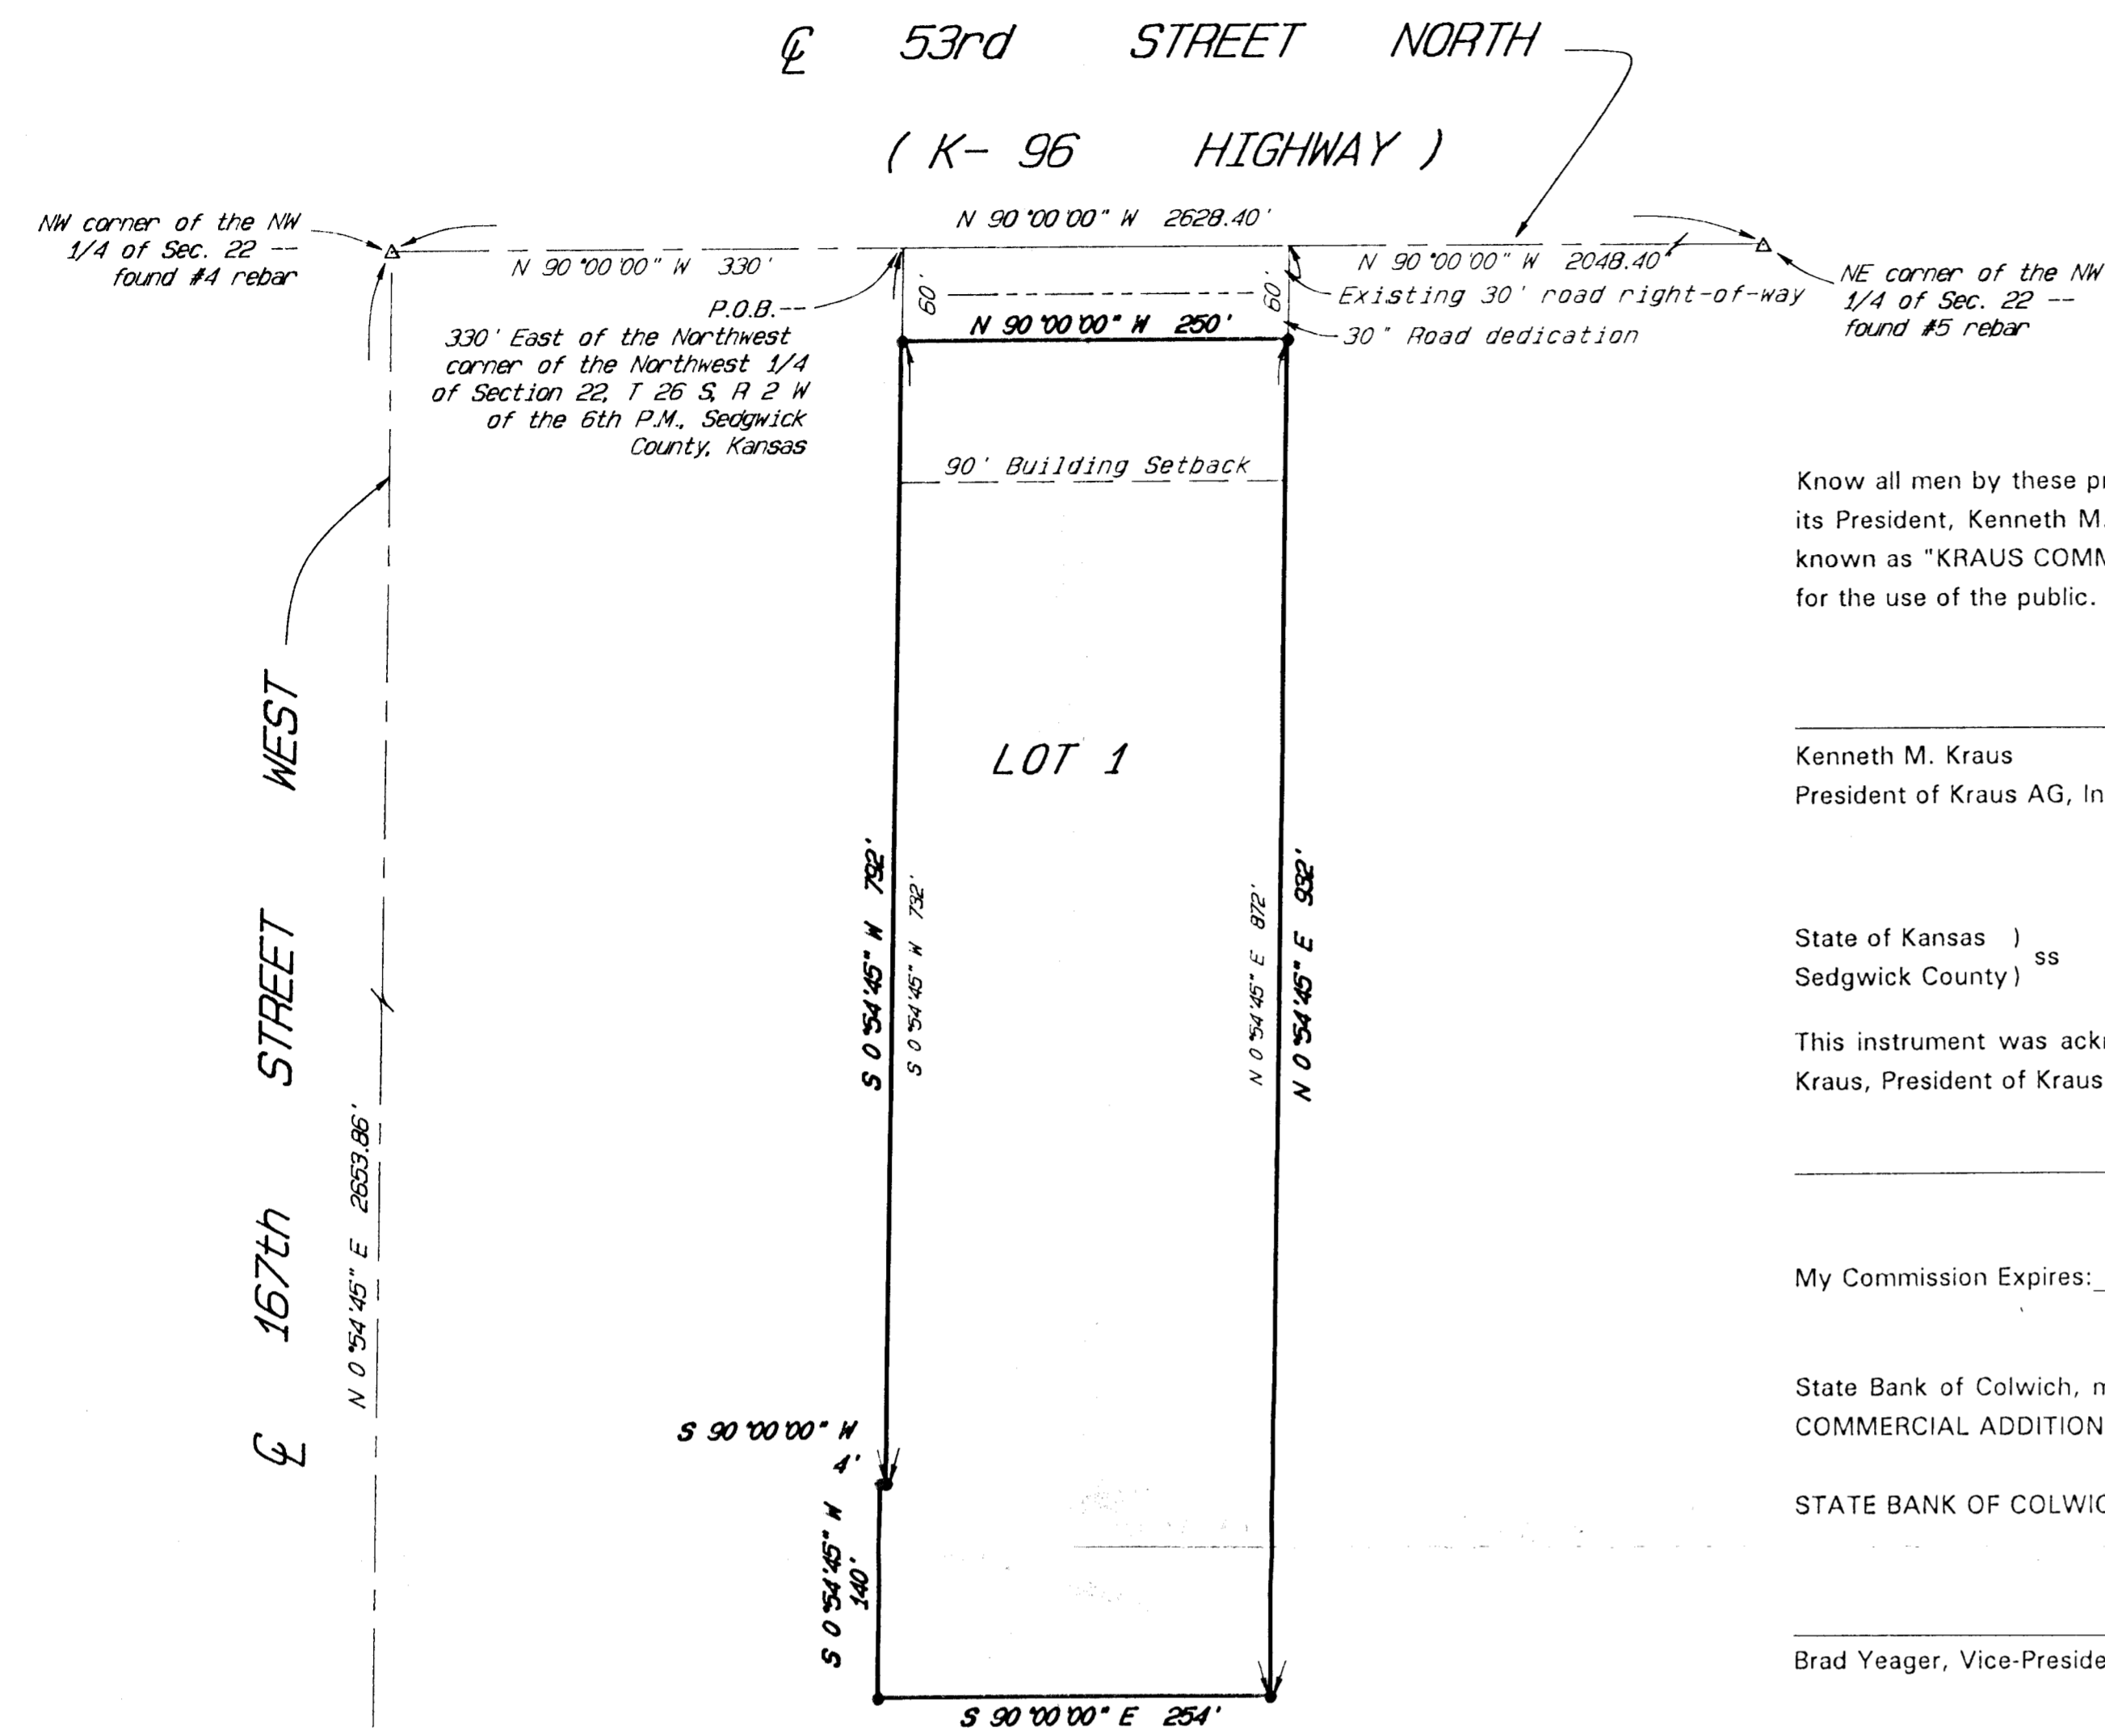 ℄ 53rd STREET NORTH
( K- 96 HIGHWAY )
NW corner of the NW
1/4 of Sec. 22 --
found #4 rebar
N 90°00'00" W 2628.40'
N 90°00'00" W 330'
N 90°00'00" W 2048.40"
NE corner of the NW
1/4 of Sec. 22 --
found #5 rebar
60'
60'
Existing 30' road right-of-way
30" Road dedication
N 90°00'00" W 250'
P.O.B.--
330' East of the Northwest
corner of the Northwest 1/4
of Section 22, T 26 S, R 2 W
of the 6th P.M., Sedgwick
County, Kansas
90' Building Setback
LOT 1
S 0°54'45" W 792'
S 0°54'45" W 732'
N 0°54'45" E 872'
N 0°54'45" E 932'
℄ 167th STREET WEST
N 0°54'45" E 2653.86'
S 90°00'00" W
4'
S 0°54'45" W
140'
S 90°00'00" E 254'
Know all men by these pr
its President, Kenneth M.
known as "KRAUS COMM
for the use of the public.
Kenneth M. Kraus
President of Kraus AG, In
State of Kansas )
ss
Sedgwick County)
This instrument was ack
Kraus, President of Kraus
My Commission Expires:_
State Bank of Colwich, m
COMMERCIAL ADDITION
STATE BANK OF COLWIC
Brad Yeager, Vice-Preside